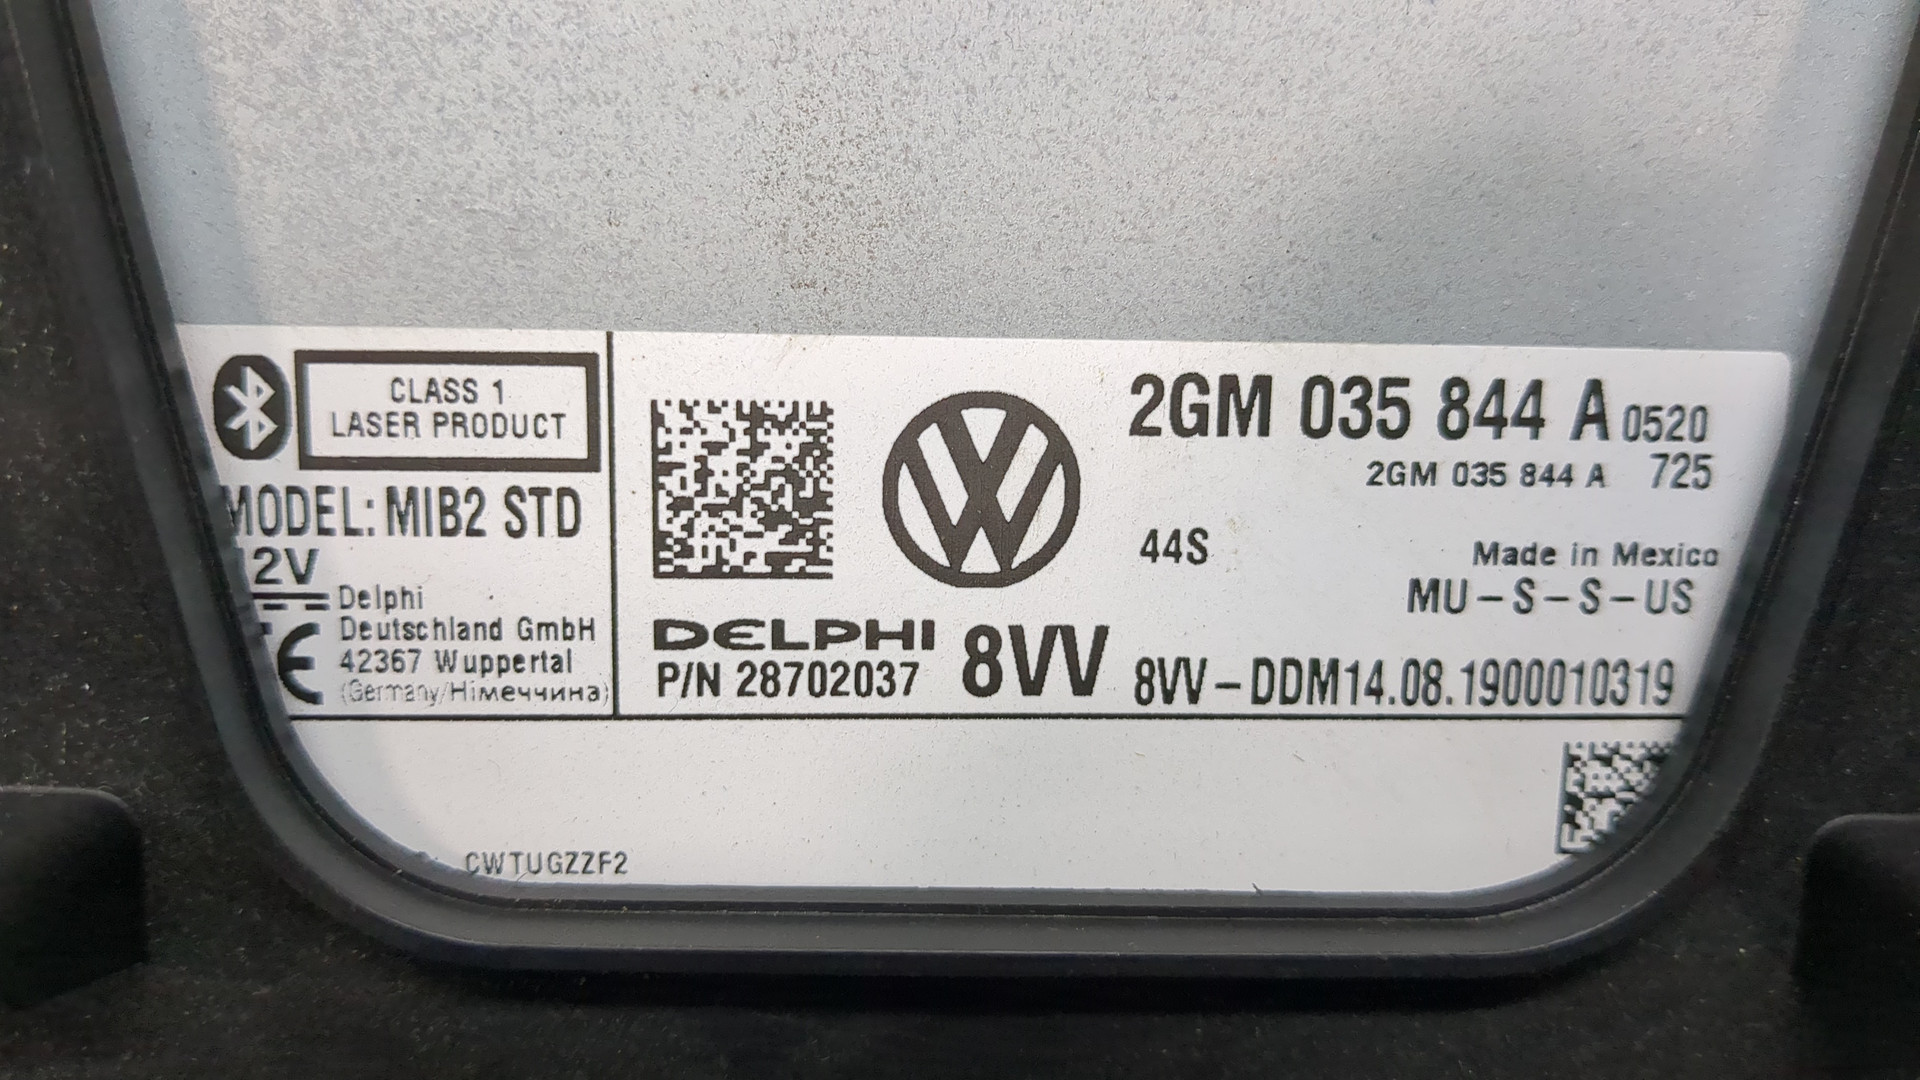 CLASS 1
LASER PRODUCT
MODEL: MIB2 STD
12V
Delphi
Deutschland GmbH
42367 Wuppertal
(Germany/Німеччина)
DELPHI
P/N 28702037
8VV
2GM 035 844 A 0520
2GM 035 844 A 725
44S
Made in Mexico
MU-S-S-US
8VV-DDM14.08.1900010319
CWTUGZZF2